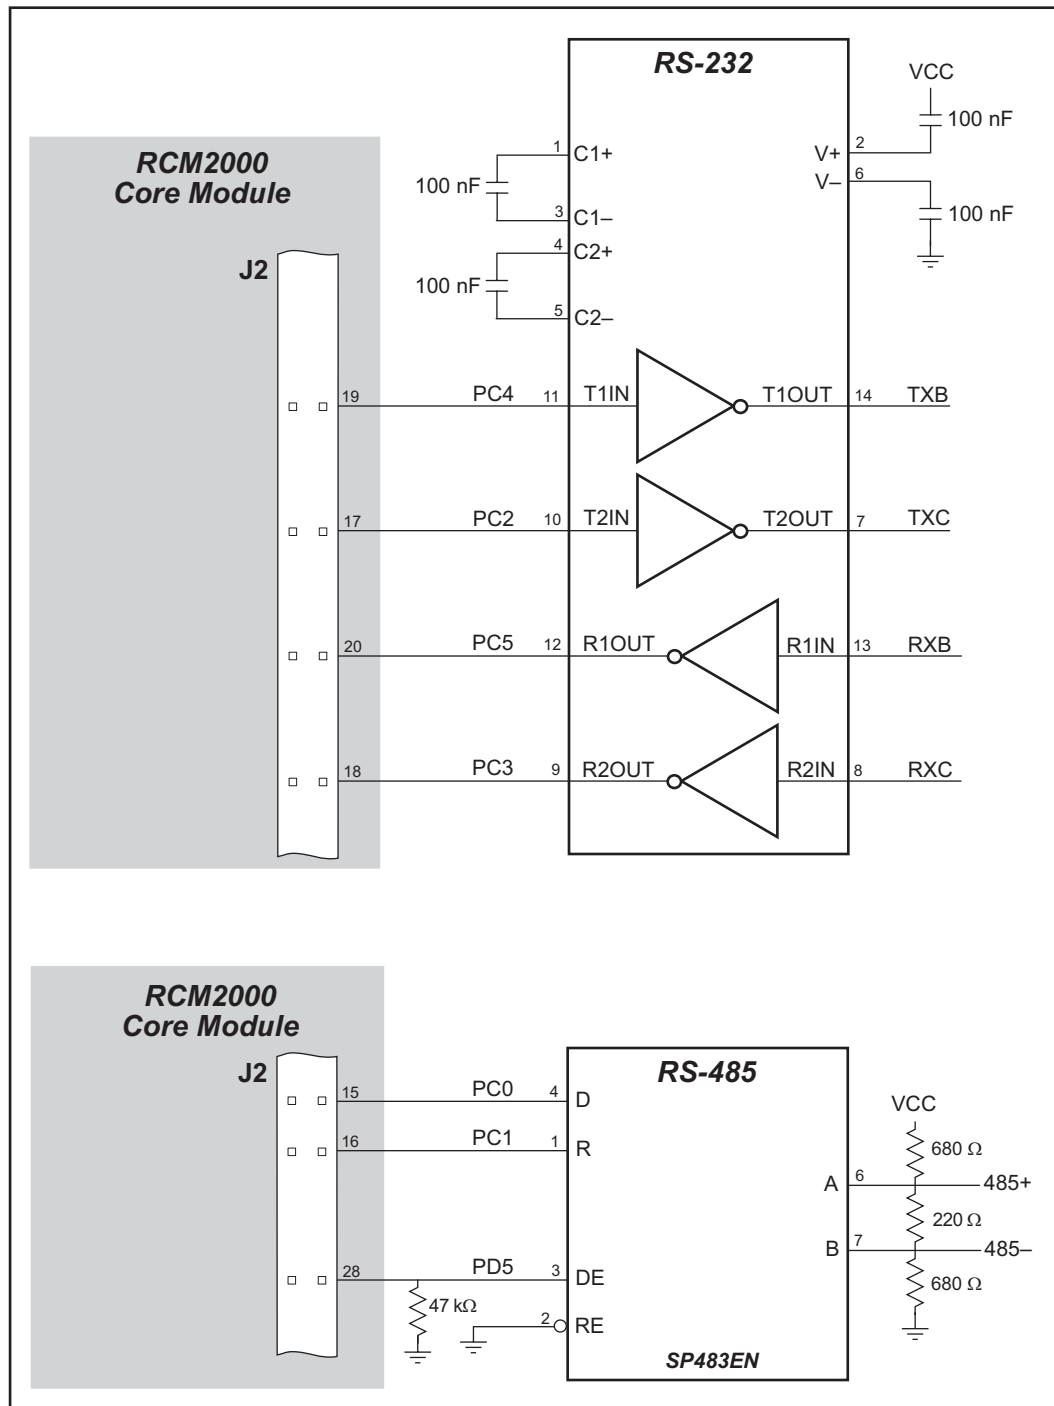 RS-232
VCC
100 nF
2
V+
6
V–
100 nF
RCM2000
Core Module
1
C1+
100 nF
3
C1–
4
C2+
100 nF
5
C2–
J2
19
PC4
11
T1IN
T1OUT
14
TXB
17
PC2
10
T2IN
T2OUT
7
TXC
20
PC5
12
R1OUT
R1IN
13
RXB
18
PC3
9
R2OUT
R2IN
8
RXC
RCM2000
Core Module
J2
RS-485
15
PC0
4
D
VCC
16
PC1
1
R
680 Ω
A
6
485+
220 Ω
B
7
485–
28
PD5
3
DE
680 Ω
47 kΩ
2
RE
SP483EN